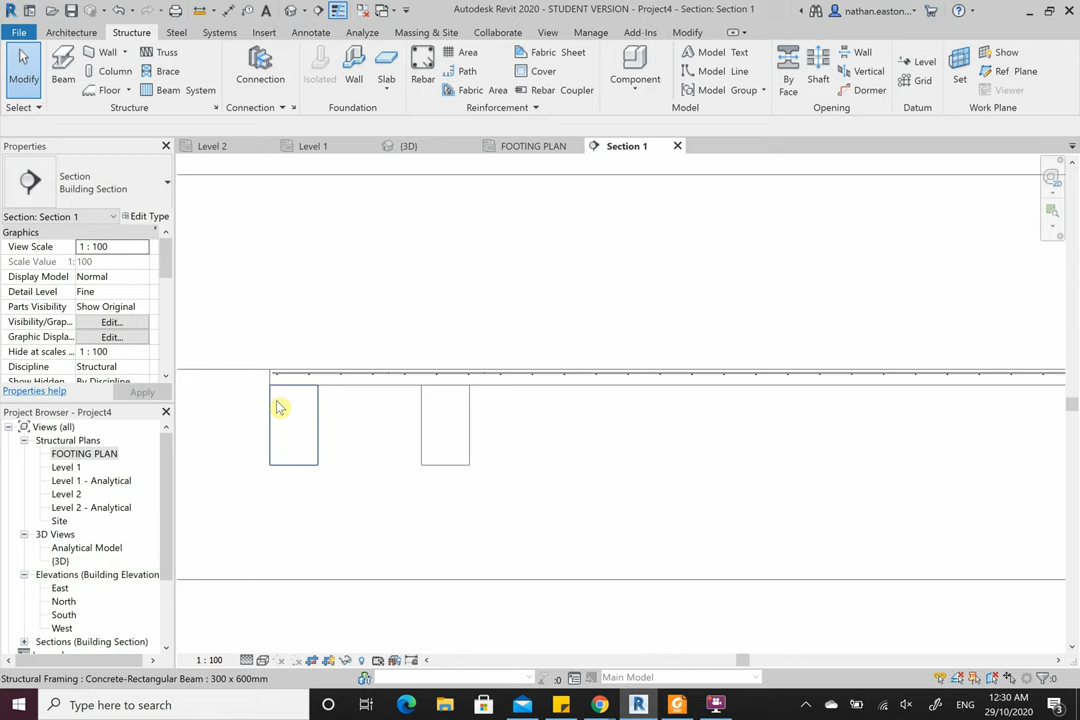 Autodesk Revit 2020 - STUDENT VERSION - Project4 - Section: Section 1
nathan.easton...
File Architecture Structure Steel Systems Insert Annotate Analyze Massing & Site Collaborate View Manage Add-Ins Modify
Modify
Select
Beam
Wall
Column
Floor
Truss
Brace
Beam System
Structure
Connection
Connection
Isolated
Wall
Slab
Foundation
Rebar
Area
Path
Fabric Area
Fabric Sheet
Cover
Rebar Coupler
Reinforcement
Component
Model Text
Model Line
Model Group
Model
By Face
Shaft
Wall
Vertical
Dormer
Opening
Level
Grid
Datum
Set
Show
Ref Plane
Viewer
Work Plane
Properties
Section
Building Section
Section: Section 1
Edit Type
Graphics
View Scale 1 : 100
Scale Value 1: 100
Display Model Normal
Detail Level Fine
Parts Visibility Show Original
Visibility/Grap... Edit...
Graphic Displa... Edit...
Hide at scales ... 1 : 100
Discipline Structural
Show Hidden By Discipline
Properties help
Apply
Project Browser - Project4
Views (all)
Structural Plans
FOOTING PLAN
Level 1
Level 1 - Analytical
Level 2
Level 2 - Analytical
Site
3D Views
Analytical Model
{3D}
Elevations (Building Elevation
East
North
South
West
Sections (Building Section)
Level 2
Level 1
{3D}
FOOTING PLAN
Section 1
2D
1 : 100
Structural Framing : Concrete-Rectangular Beam : 300 x 600mm
:0
Main Model
:0
Type here to search
ENG
12:30 AM
29/10/2020
3